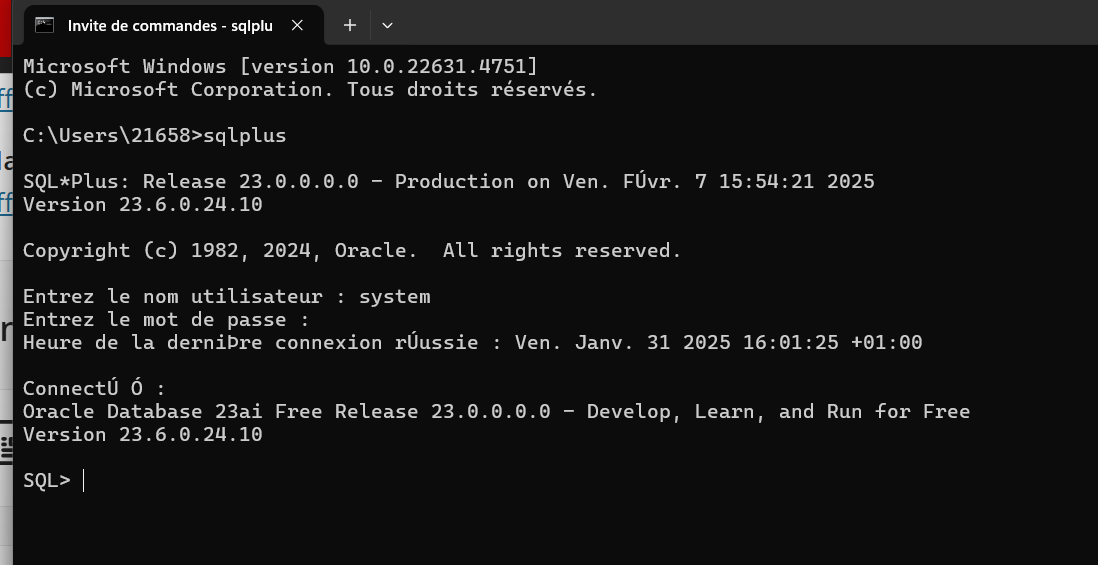 Invite de commandes - sqlplu
Microsoft Windows [version 10.0.22631.4751]
(c) Microsoft Corporation. Tous droits réservés.
C:\Users\21658>sqlplus
SQL*Plus: Release 23.0.0.0.0 - Production on Ven. FÚvr. 7 15:54:21 2025
Version 23.6.0.24.10
Copyright (c) 1982, 2024, Oracle.  All rights reserved.
Entrez le nom utilisateur : system
Entrez le mot de passe :
Heure de la derniÞre connexion rÚussie : Ven. Janv. 31 2025 16:01:25 +01:00
ConnectÚ Ó :
Oracle Database 23ai Free Release 23.0.0.0.0 - Develop, Learn, and Run for Free
Version 23.6.0.24.10
SQL>